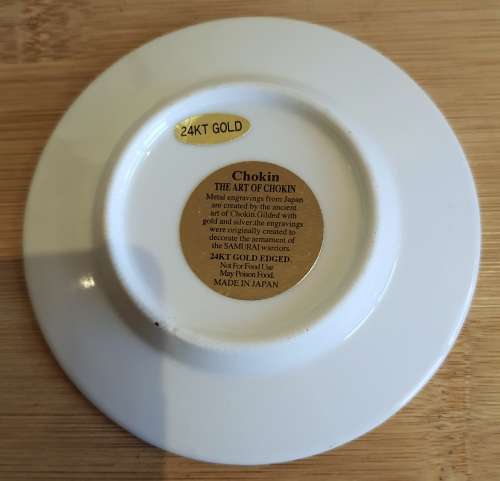 24KT GOLD
Chokin
THE ART OF CHOKIN
Metal engravings from Japan
are created by the ancient
art of Chokin.Gilded with
gold and silver,the engravings
were originally created to
decorate the armament of
the SAMURAI warriors.
24KT GOLD EDGED.
Not For Food Use
May Poison Food.
MADE IN JAPAN